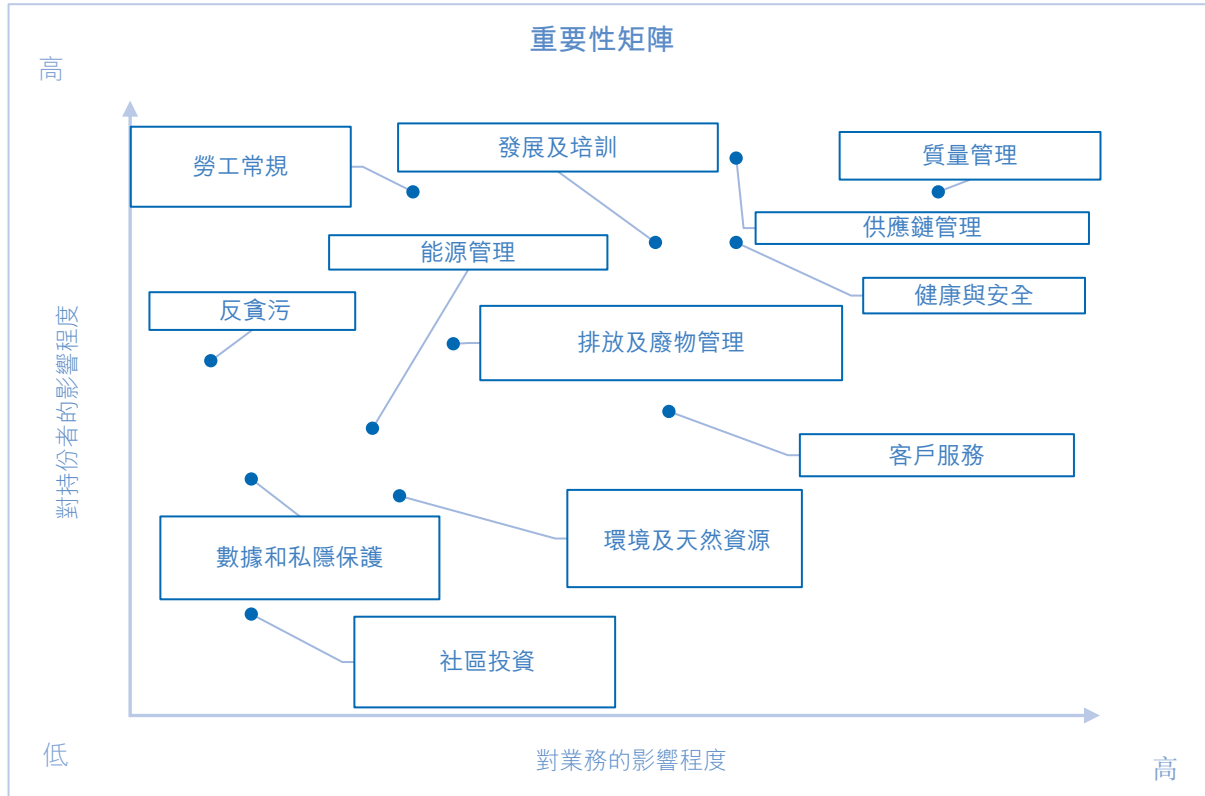 重要性矩陣
高
發展及培訓
質量管理
勞工常規
供應鏈管理
能源管理
健康與安全
反貪污
排放及廢物管理
對持份者的影響程度
客戶服務
環境及天然資源
數據和私隱保護
社區投資
低
對業務的影響程度
高